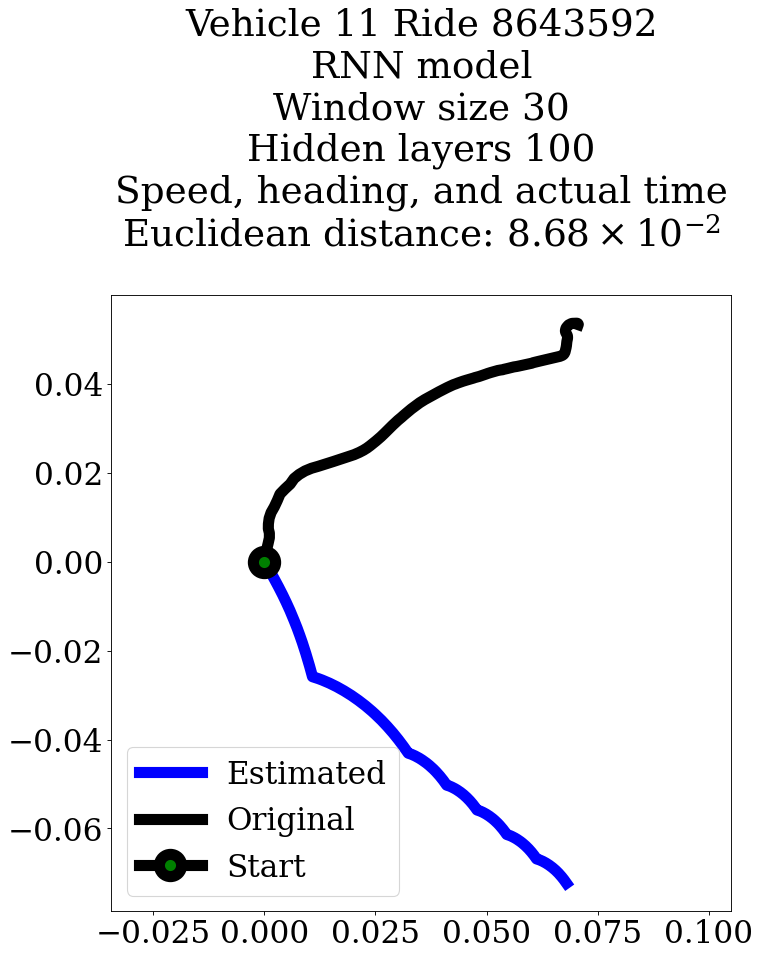 Vehicle 11 Ride 8643592
RNN model
Window size 30
Hidden layers 100
Speed, heading, and actual time
Euclidean distance: 8.68 × 10⁻²
0.04
0.02
0.00
−0.02
−0.04
−0.06
Estimated
Original
Start
−0.025 0.000 0.025 0.050 0.075 0.100